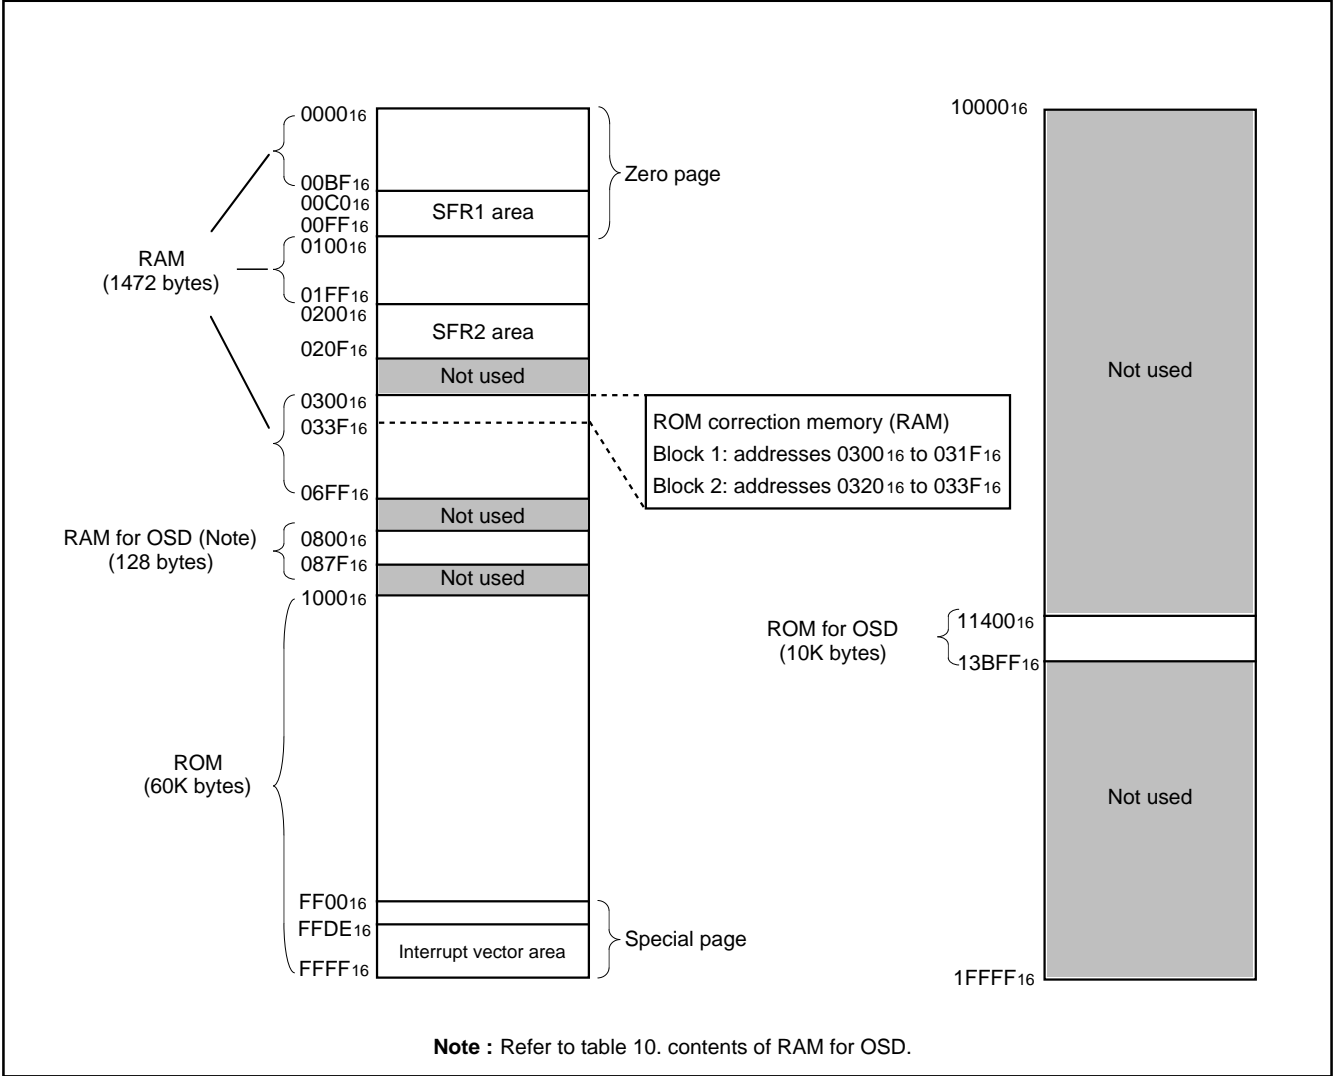 0000₁₆
00BF₁₆
00C0₁₆
00FF₁₆
SFR1 area
Zero page
RAM
(1472 bytes)
0100₁₆
01FF₁₆
0200₁₆
SFR2 area
020F₁₆
Not used
0300₁₆
033F₁₆
06FF₁₆
ROM correction memory (RAM)
Block 1: addresses 0300₁₆ to 031F₁₆
Block 2: addresses 0320₁₆ to 033F₁₆
Not used
RAM for OSD (Note)
(128 bytes)
0800₁₆
087F₁₆
Not used
1000₁₆
ROM
(60K bytes)
FF00₁₆
FFDE₁₆
Interrupt vector area
FFFF₁₆
Special page
10000₁₆
Not used
ROM for OSD
(10K bytes)
11400₁₆
13BFF₁₆
Not used
1FFFF₁₆
Note : Refer to table 10. contents of RAM for OSD.